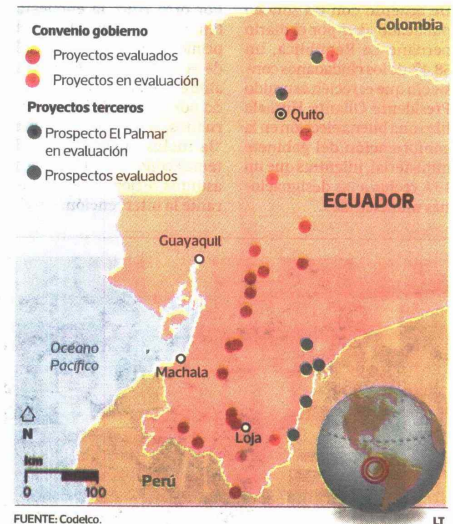 Convenio gobierno
Proyectos evaluados
Proyectos en evaluación
Proyectos terceros
Prospecto El Palmar
en evaluación
Prospectos evaluados
Colombia
Quito
ECUADOR
Guayaquil
Océano
Pacífico
Machala
Loja
N
km
0 100
Perú
FUENTE: Codelco.
LT